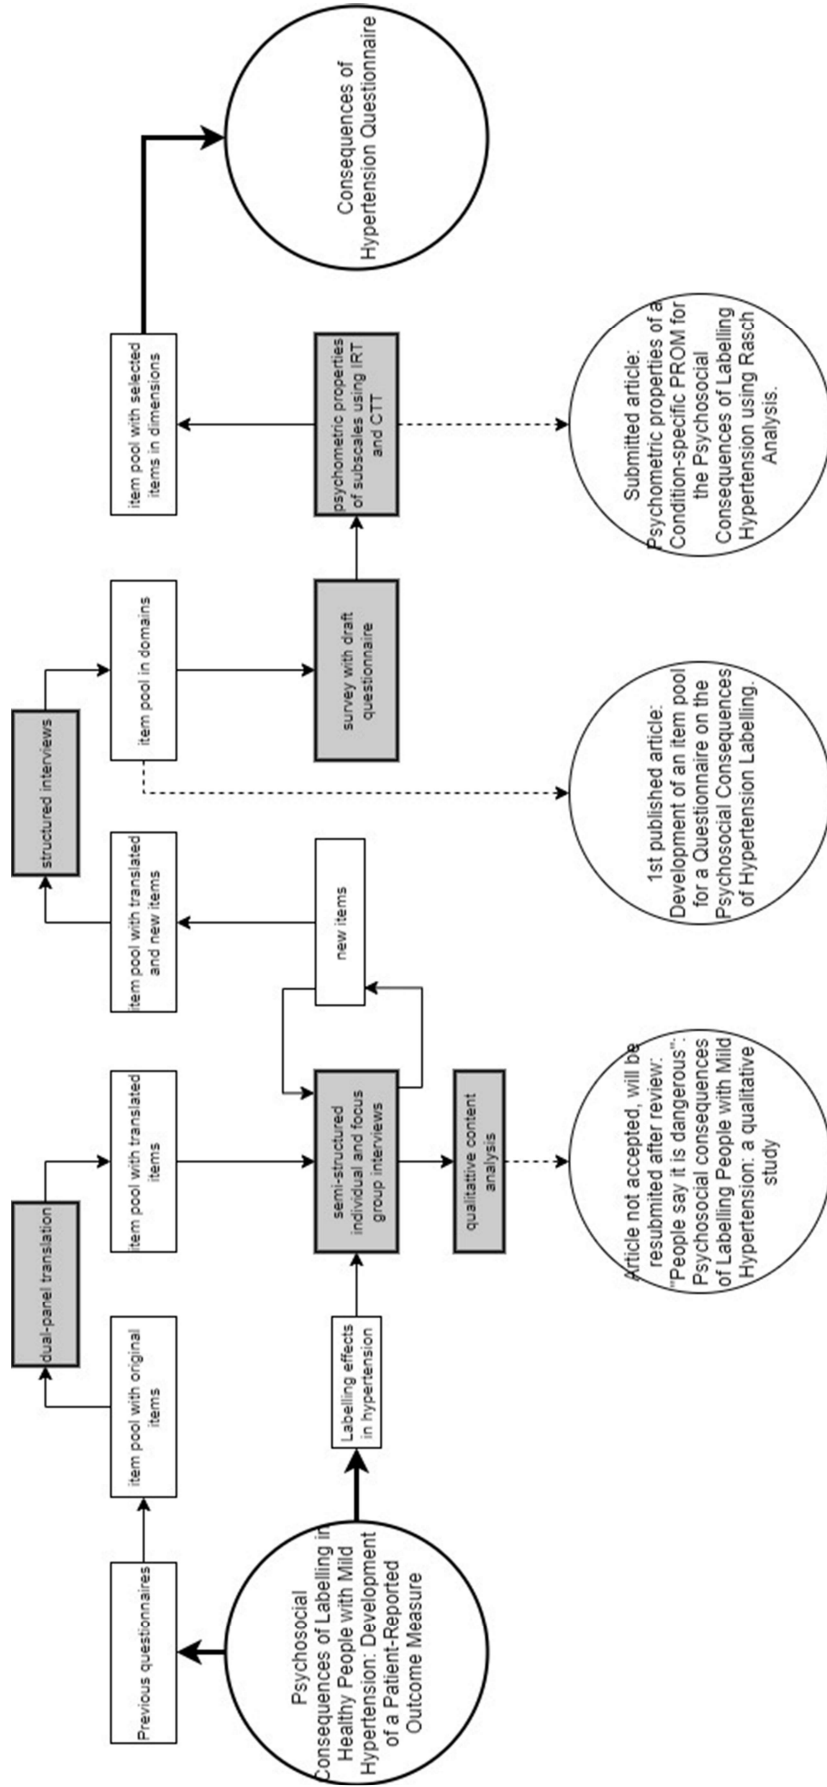 Psychosocial
Consequences of Labelling in
Healthy People with Mild
Hypertension: Development
of a Patient-Reported
Outcome Measure
Previous questionnaires
item pool with original
items
dual-panel translation
item pool with translated
items
Labelling effects
in hypertension
semi-structured
individual and focus
group interviews
qualitattive content
analysis
Article not accepted, will be
resubmited after review:
"People say it is dangerous":
Psychosocial consequences
of Labelling People with Mild
Hypertension: a qualitative
study
new items
item pool with translated
and new items
structured interviews
item pool in domains
1st published article:
Development of an item pool
for a Questionnaire on the
Psychosocial Consequences
of Hypertension Labelling.
survey with draft
questionnaire
psychometric properties
of subscales using IRT
and CTT
Submitted article:
Psychometric properties of a
Condition-specific PROM for
the Psychosocial
Consequences of Labelling
Hypertension using Rasch
Analysis.
item pool with selected
items in dimensions
Consequences of
Hypertension Questionnaire